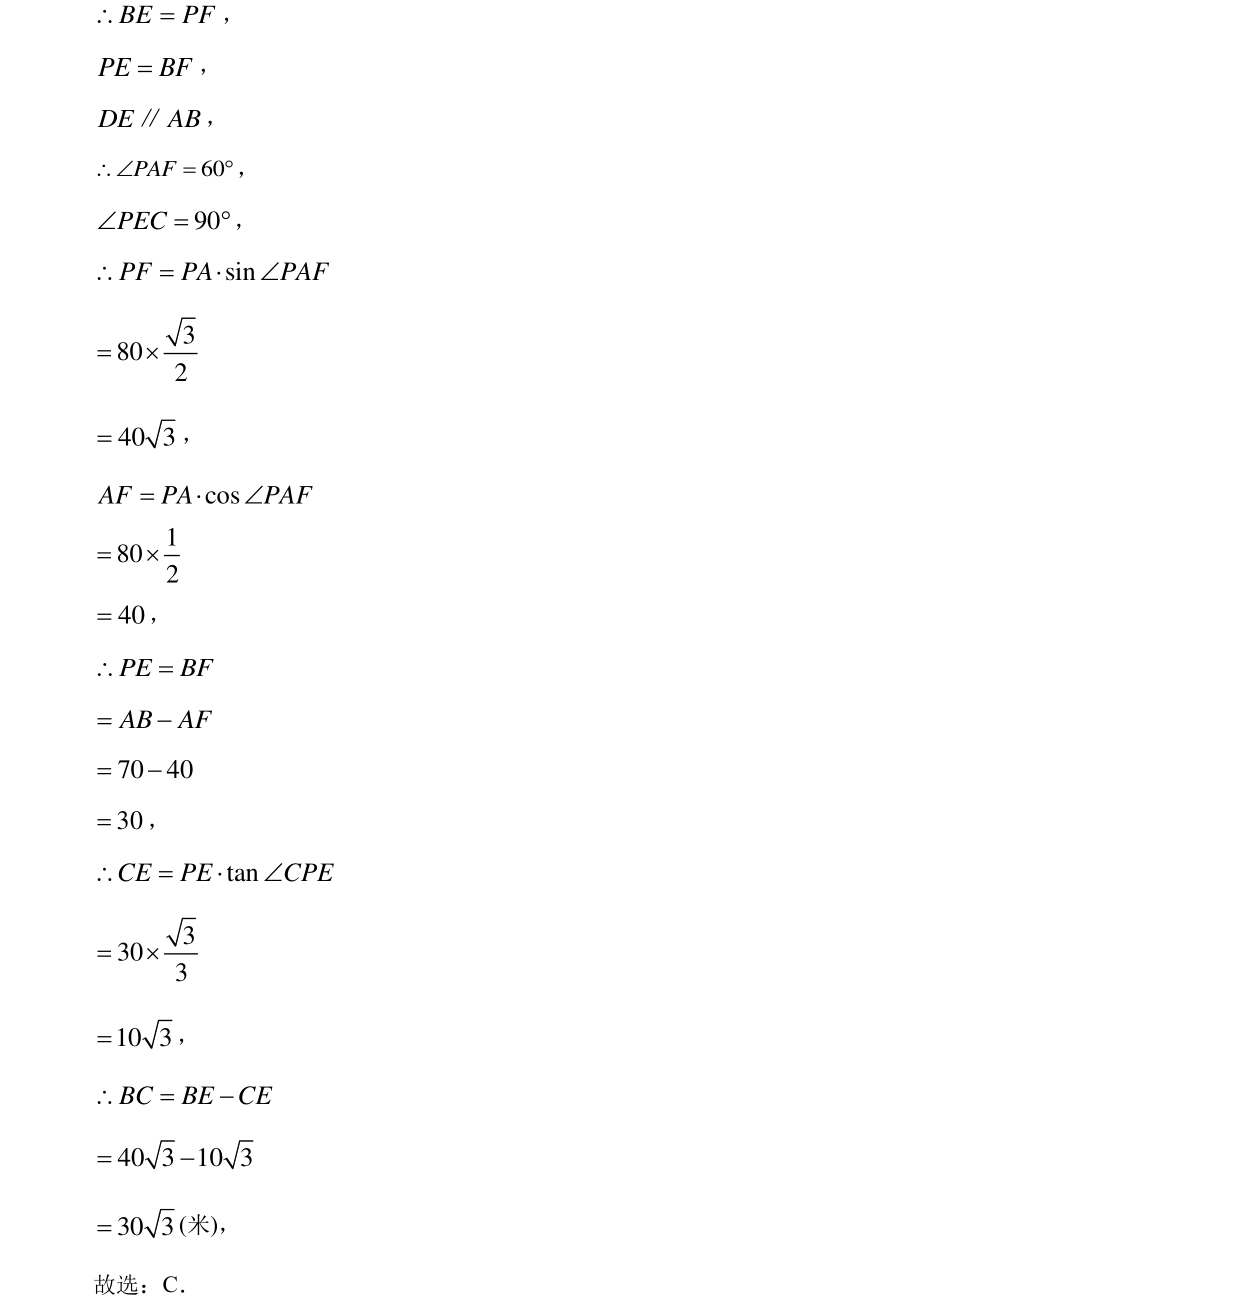 ∴BE=PF，
PE=BF，
DE∥AB，
∴∠PAF=60°，
∠PEC=90°，
∴PF=PA·sin∠PAF
=80×√3/2
=40√3，
AF=PA·cos∠PAF
=80×1/2
=40，
∴PE=BF
=AB−AF
=70−40
=30，
∴CE=PE·tan∠CPE
=30×√3/3
=10√3，
∴BC=BE−CE
=40√3−10√3
=30√3(米)，
故选：C．